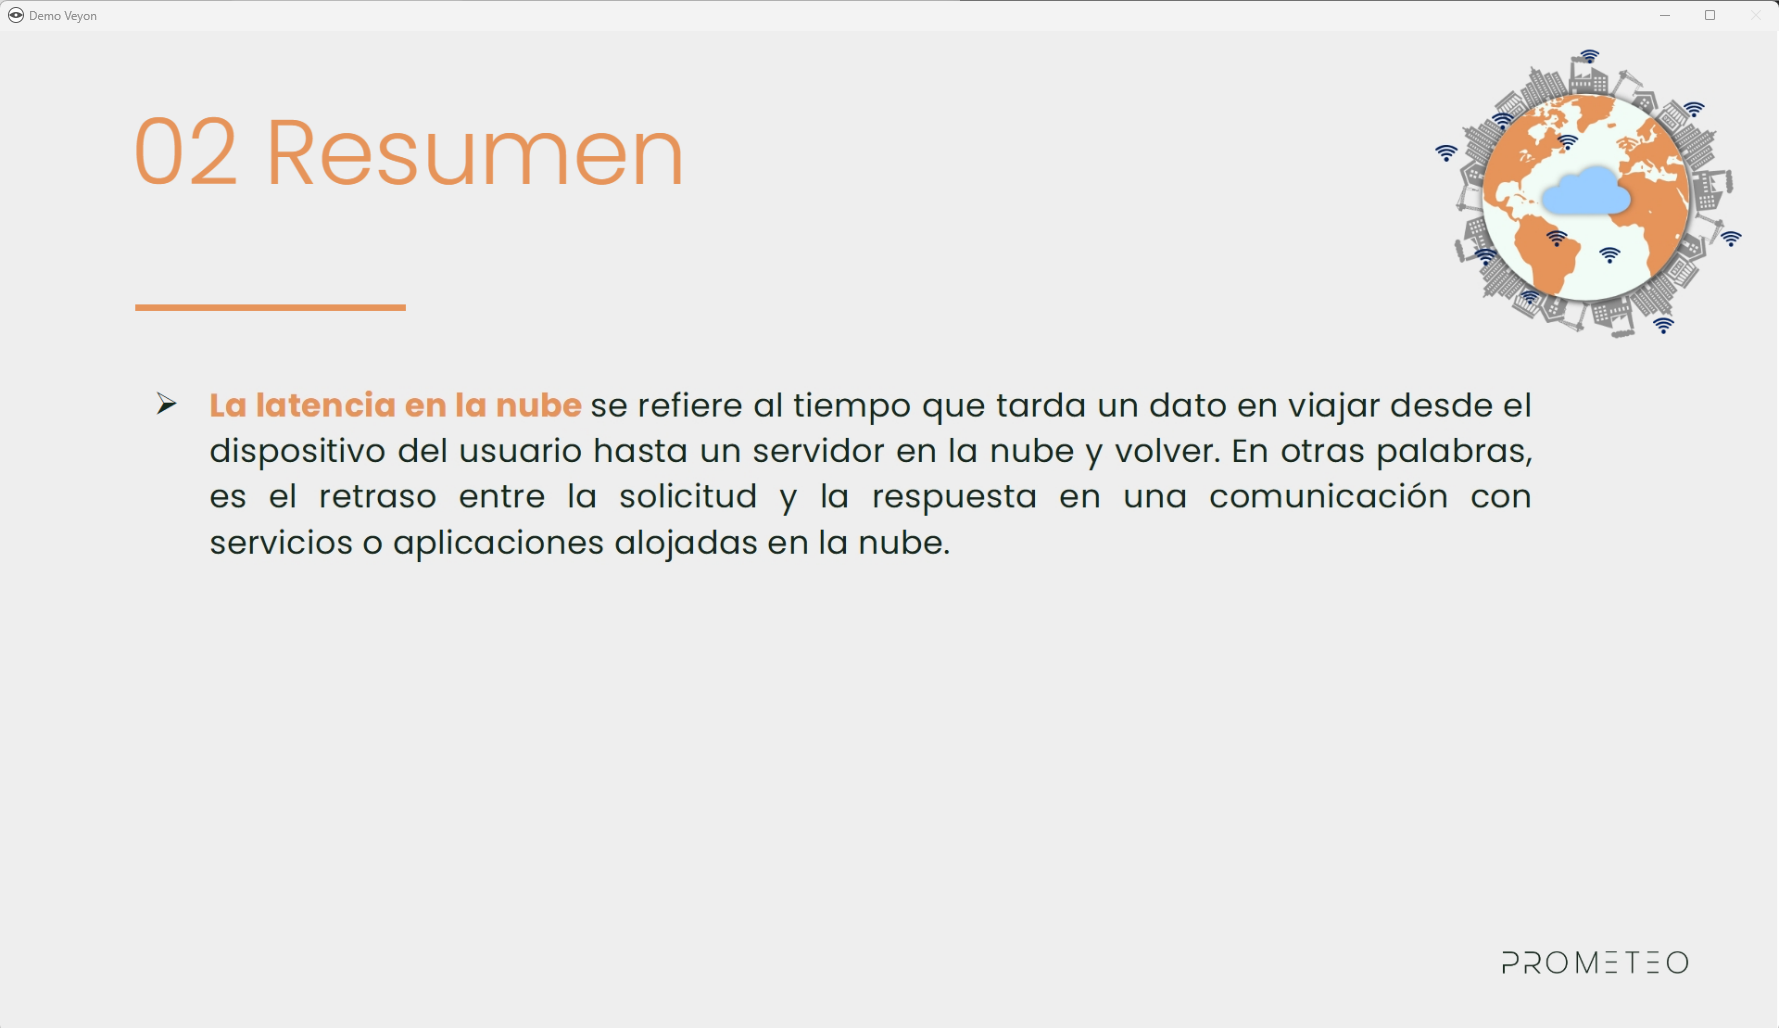 Demo Veyon
02 Resumen
➢ La latencia en la nube se refiere al tiempo que tarda un dato en viajar desde el
dispositivo del usuario hasta un servidor en la nube y volver. En otras palabras,
es el retraso entre la solicitud y la respuesta en una comunicación con
servicios o aplicaciones alojadas en la nube.
PROMETEO